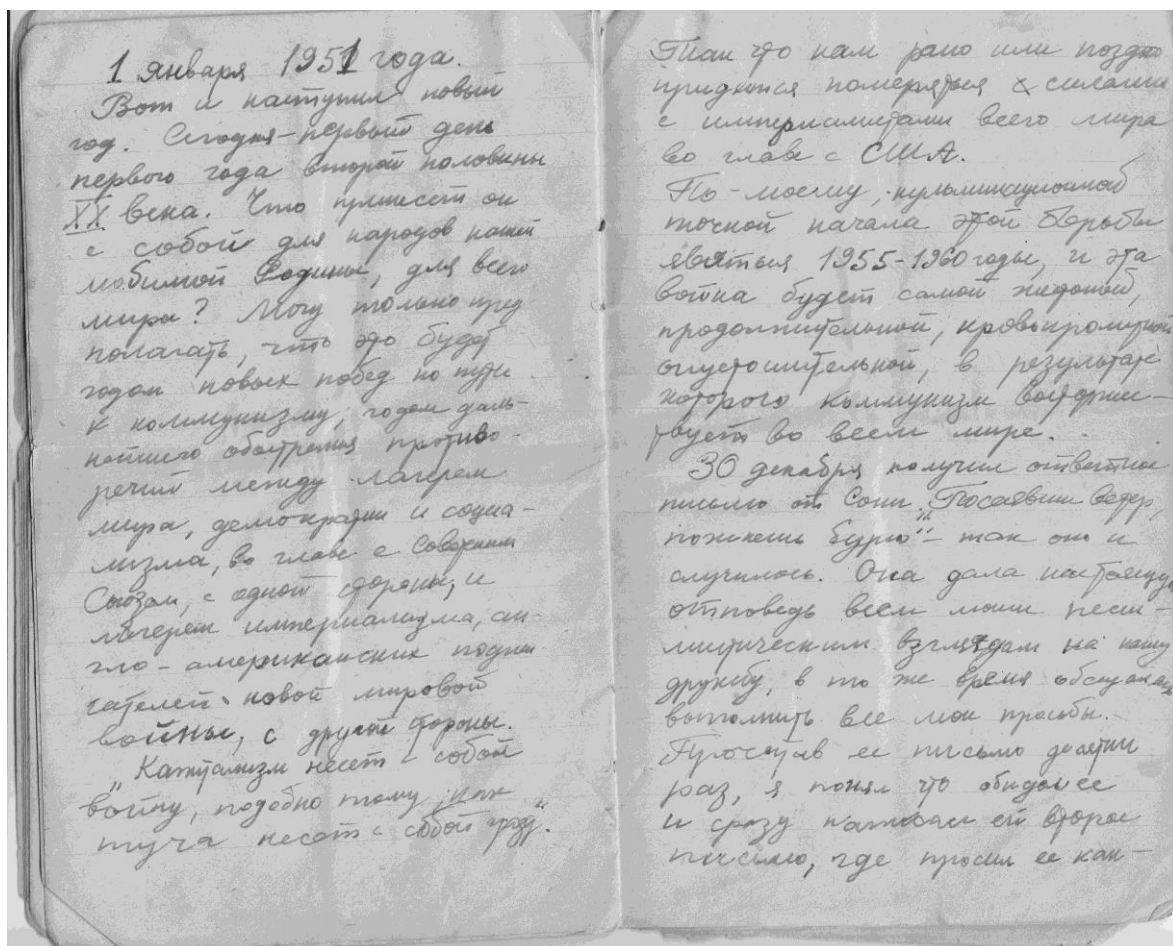 1 января 1951 года.
Вот и наступил новый
год. Сегодня-первый день
первого года второй половины
XX века. Что принесет он
с собой для народов нашей
любимой Родины, для всего
мира? Могу только пред
полагать, что это будет
годом новых побед на пути
к коммунизму, годом даль-
нейшего обострения противо-
речий между лагерем
мира, демократии и социа-
лизма, во главе с Советским
Союзом, с одной стороны, и
лагерем империализма, ан-
гло-американских поджи
гателей новой мировой
войны, с другой стороны.
"Капитализм несет с собой
войну, подобно тому, как
туча несет с собой грозу".
Так что нам рано или поздно
придется померяться силами
с империалистами всего мира
во главе с США.
По-моему, кульминационной
точкой начала этой борьбы
явятся 1955-1960 годы, и эта
война будет самой жестокой,
продолжительной, кровопролитной
опустошительной, в результате
которого коммунизм восторже-
ствует во всем мире.
30 декабря получил ответное
письмо от Сони. "Посеявши ветер,
пожинешь бурю" - так оно и
случилось. Она дала настоящую
отповедь всем моим песси-
мистическим взглядам на нашу
дружбу, в то же время
выполнить все мои просьбы.
Прочитав ее письмо десятки
раз, я понял что обидел ее
и сразу написал ей второе
письмо, где просил ее как-